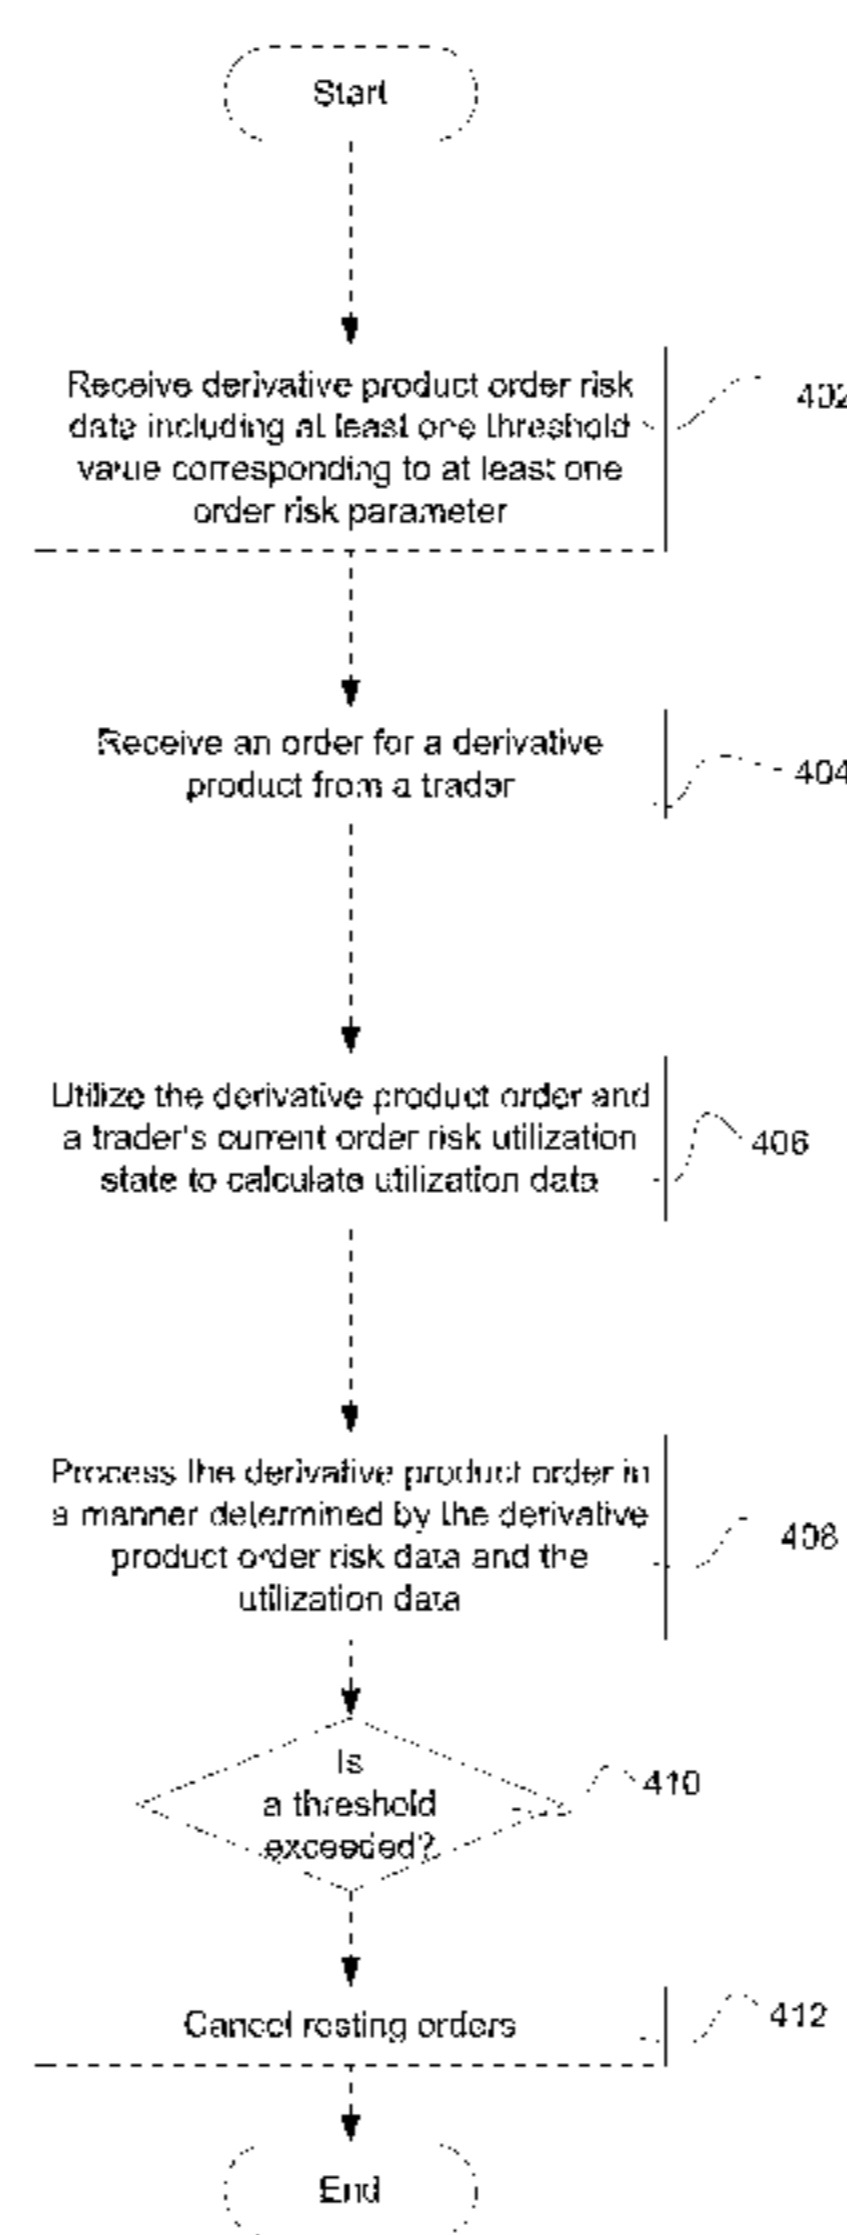 Start
Receive derivative product order risk
date including at least one threshold
value corresponding to at least one
order risk parameter
402
Receive an order for a derivative
product from a trader
404
Utilize the derivative product order and
a trader's current order risk utilization
state to calculate utilization data
406
Process the derivative product order in
a manner determined by the derivative
product order risk data and the
utilization data
408
Is
a threshold
exceeded?
410
Cancel resting orders
412
End